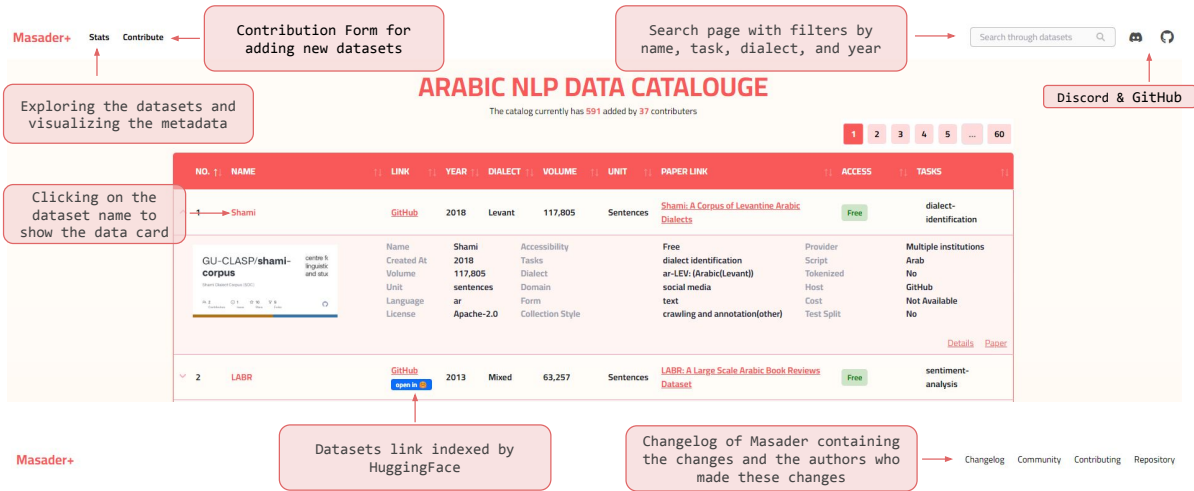 Masader+ Stats Contribute
Contribution Form for
adding new datasets
Search page with filters by
name, task, dialect, and year
Search through datasets
Exploring the datasets and
visualizing the metadata
ARABIC NLP DATA CATALOUGE
The catalog currently has 591 added by 37 contributers
Discord & GitHub
1 2 3 4 5 ... 60
NO. NAME LINK YEAR DIALECT VOLUME UNIT PAPER LINK ACCESS TASKS
Clicking on the
dataset name to
show the data card
1 Shami GitHub 2018 Levant 117,805 Sentences Shami: A Corpus of Levantine Arabic
Dialects
Free
dialect-
identification
GU-CLASP/shami-
corpus
centre f
linguistic
and stu
Name Shami Accessibility Free Provider Multiple institutions
Created At 2018 Tasks dialect identification Script Arab
Volume 117,805 Dialect ar-LEV: (Arabic(Levant)) Tokenized No
Unit sentences Domain social media Host GitHub
Language ar Form text Cost Not Available
License Apache-2.0 Collection Style crawling and annotation(other) Test Split No
Details Paper
2 LABR GitHub 2013 Mixed 63,257 Sentences LABR: A Large Scale Arabic Book Reviews
Dataset
open in
Free
sentiment-
analysis
Datasets link indexed by
HuggingFace
Changelog of Masader containing
the changes and the authors who
made these changes
Masader+ Changelog Community Contributing Repository